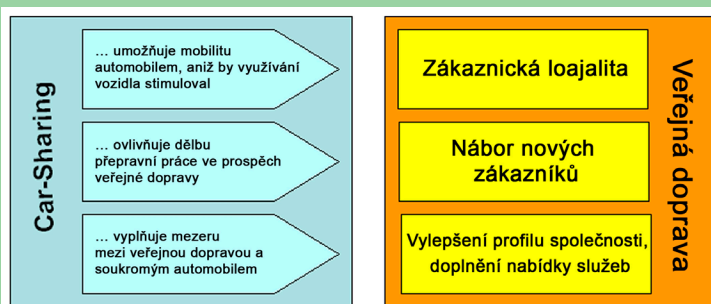 Car-Sharing
... umožňuje mobilitu
automobilem, aniž by využívání
vozidla stimuloval
... ovlivňuje dělbu
přepravní práce ve prospěch
veřejné dopravy
... vyplňuje mezeru
mezi veřejnou dopravou a
soukromým automobilem
Zákaznická loajalita
Nábor nových
zákazníků
Vylepšení profilu společnosti,
doplnění nabídky služeb
Veřejná doprava